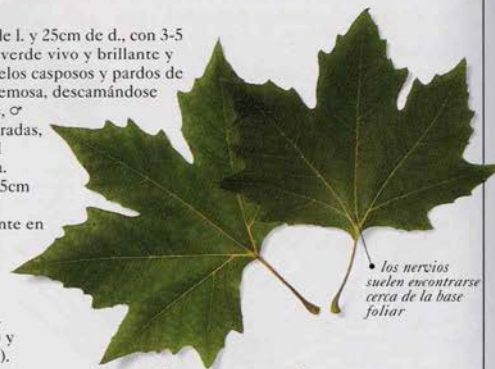 de l. y 25cm de d., con 3-5
verde vivo y brillante y
elos casposos y pardos de
emosa, descamándose
, ♂
radas,
l
a.
5cm
nte en
y
).
• los nervios
suelen encontrarse
cerca de la base
foliar